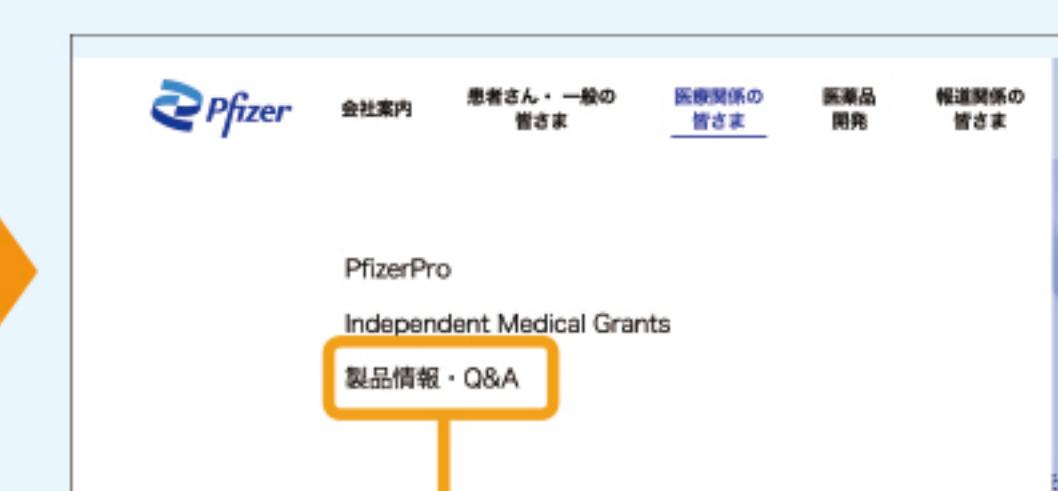 Pfizer
会社案内
患者さん・一般の
皆さま
医療関係の
皆さま
医薬品
開発
報道関係の
皆さま
PfizerPro
Independent Medical Grants
製品情報・Q&A